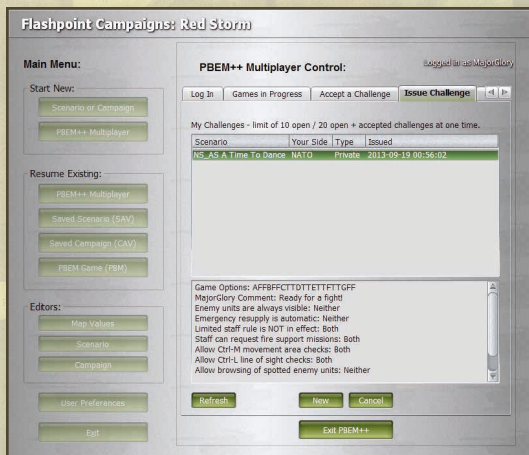 Flashpoint Campaigns: Red Storm
Main Menu:
Start New:
Scenario or Campaign
PBEM++ Multiplayer
Resume Existing:
PBEM++ Multiplayer
Saved Scenario (SAV)
Saved Campaign (CAV)
PBEM Game (PBM)
Editors:
Map Values
Scenario
Campaign
User Preferences
Exit
PBEM++ Multiplayer Control:
Logged in as MajorGlory
Log In Games in Progress Accept a Challenge Issue Challenge
My Challenges - limit of 10 open / 20 open + accepted challenges at one time.
Scenario Your Side Type Issued
NS_AS A Time To Dance NATO Private 2013-09-19 00:56:02
Game Options: AFFBFFCTTDTTETTFTTGFF
MajorGlory Comment: Ready for a fight!
Enemy units are always visible: Neither
Emergency resupply is automatic: Neither
Limited staff rule is NOT in effect: Both
Staff can request fire support missions: Both
Allow Ctrl-M movement area checks: Both
Allow Ctrl-L line of sight checks: Both
Allow browsing of spotted enemy units: Neither
Refresh New Cancel
Exit PBEM++